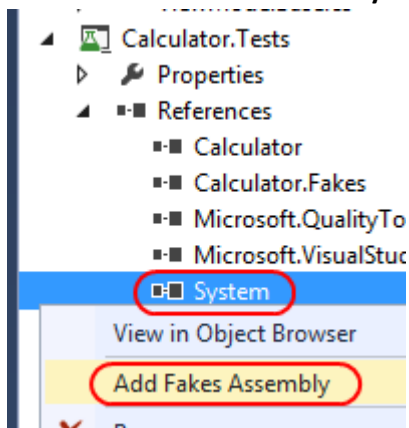 Calculator.Tests
Properties
References
Calculator
Calculator.Fakes
Microsoft.QualityTo
Microsoft.VisualStud
System
View in Object Browser
Add Fakes Assembly